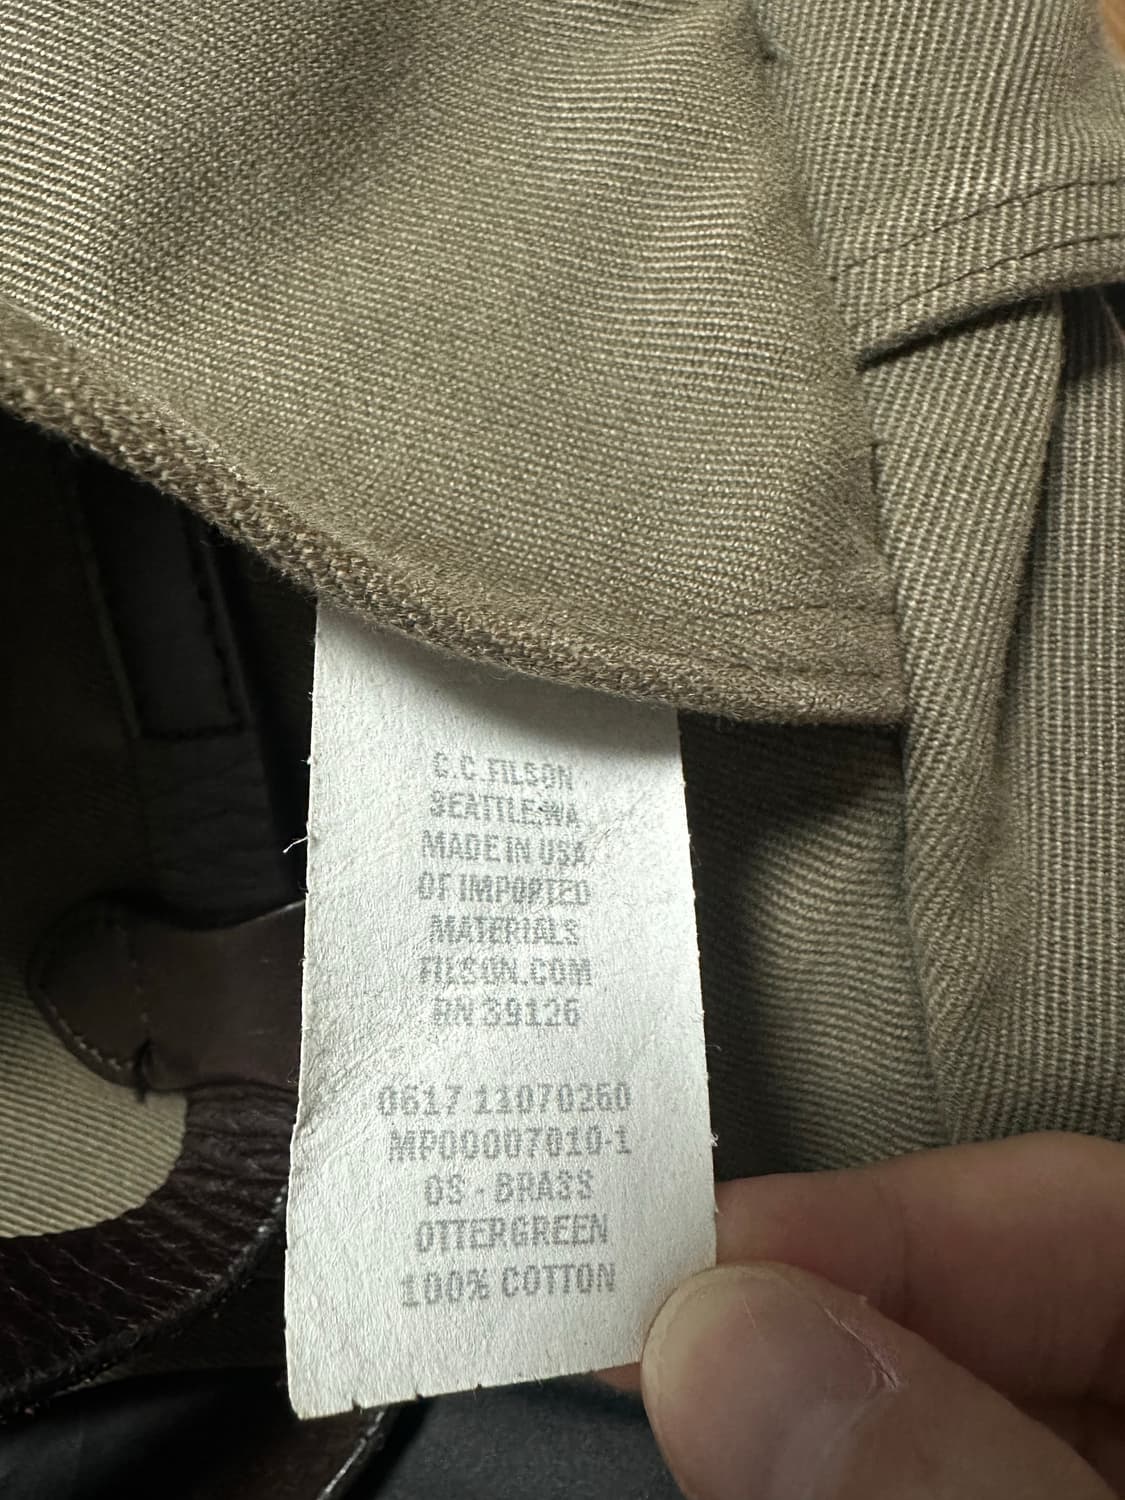 C.C. FILSON
SEATTLE, WA
MADE IN USA
OF IMPORTED
MATERIALS
FILSON.COM
RN 39126
0617 11070260
MP00007010-1
OS - BRASS
OTTERGREEN
100% COTTON